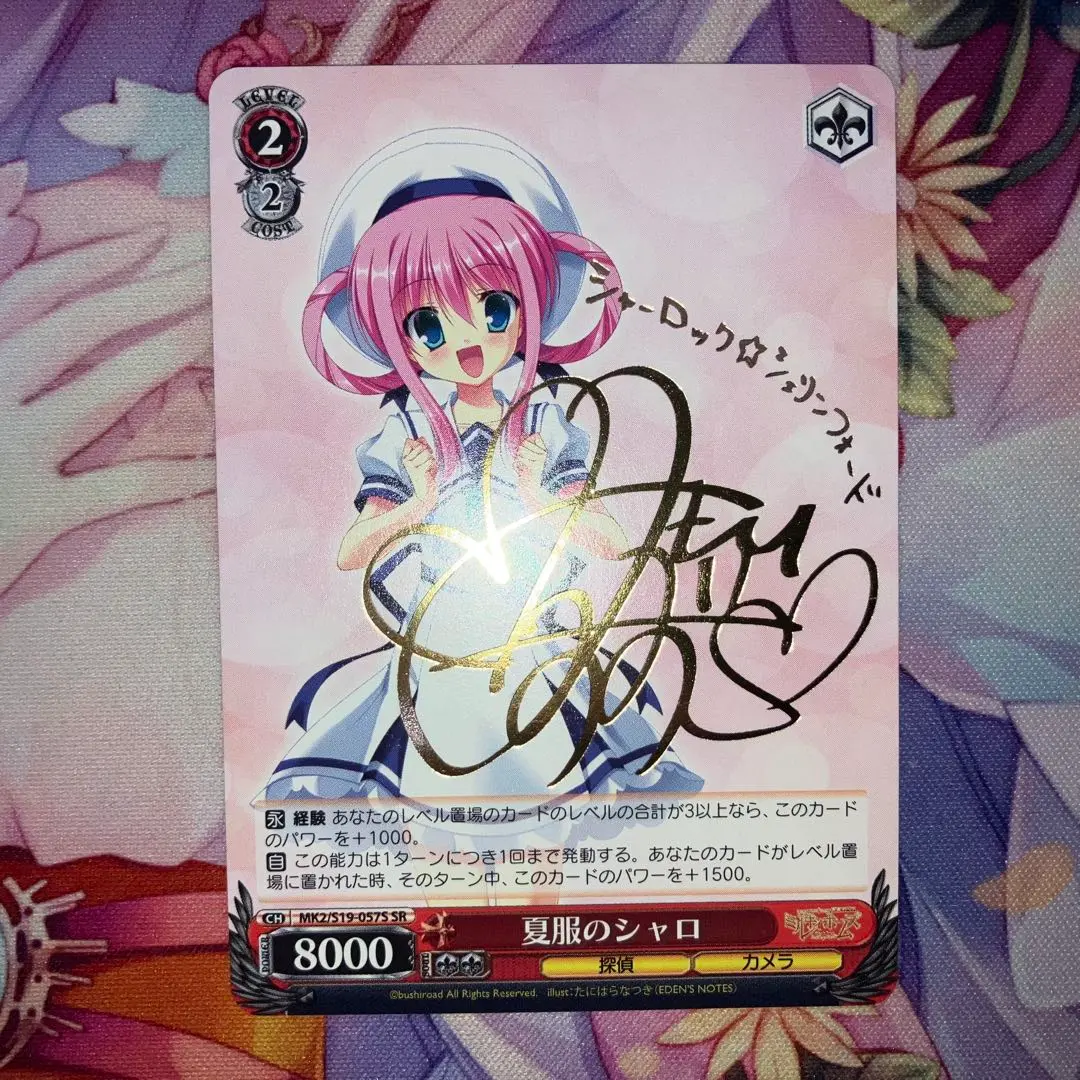 LEVEL
2
2
COST
シャーロック☆シェリンフォード
永 経験 あなたのレベル置場のカードのレベルの合計が3以上なら、このカード
のパワーを＋1000。
自 この能力は1ターンにつき1回まで発動する。あなたのカードがレベル置
場に置かれた時、そのターン中、このカードのパワーを＋1500。
CH MK2/S19-057S SR
夏服のシャロ
POWER 8000 SOUL
探偵 カメラ
©bushiroad All Rights Reserved. illust：たにはらなつき（EDEN'S NOTES）